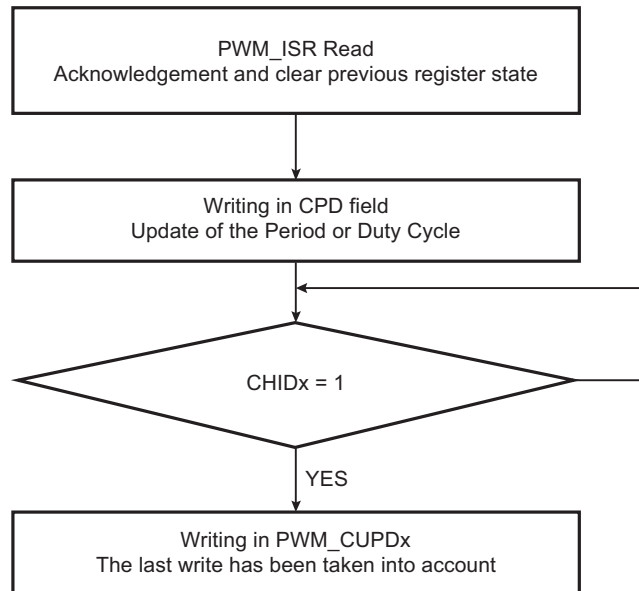 PWM_ISR Read
Acknowledgement and clear previous register state
Writing in CPD field
Update of the Period or Duty Cycle
CHIDx = 1
YES
Writing in PWM_CUPDx
The last write has been taken into account